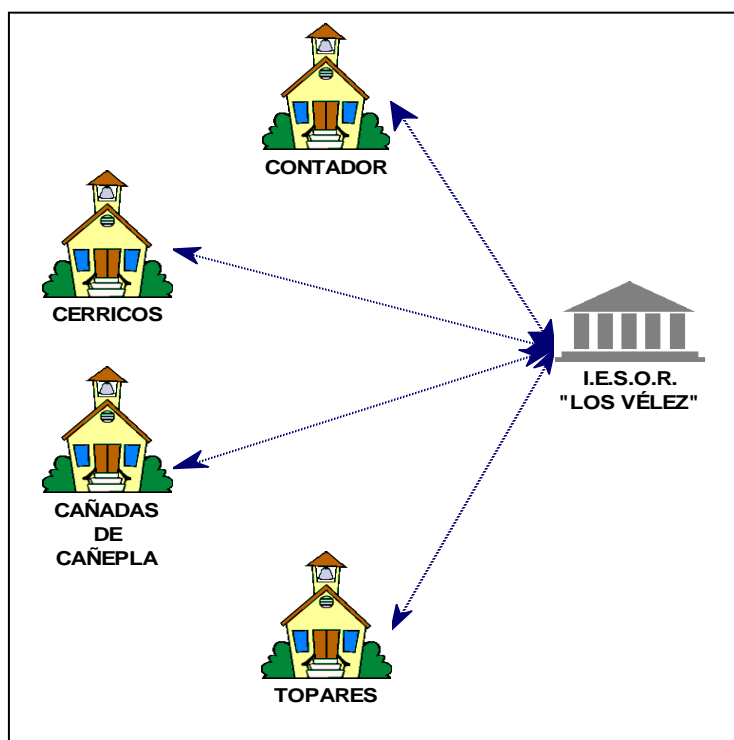 CONTADOR
CERRICOS
I.E.S.O.R.
"LOS VÉLEZ"
CAÑADAS
DE
CAÑEPLA
TOPARES